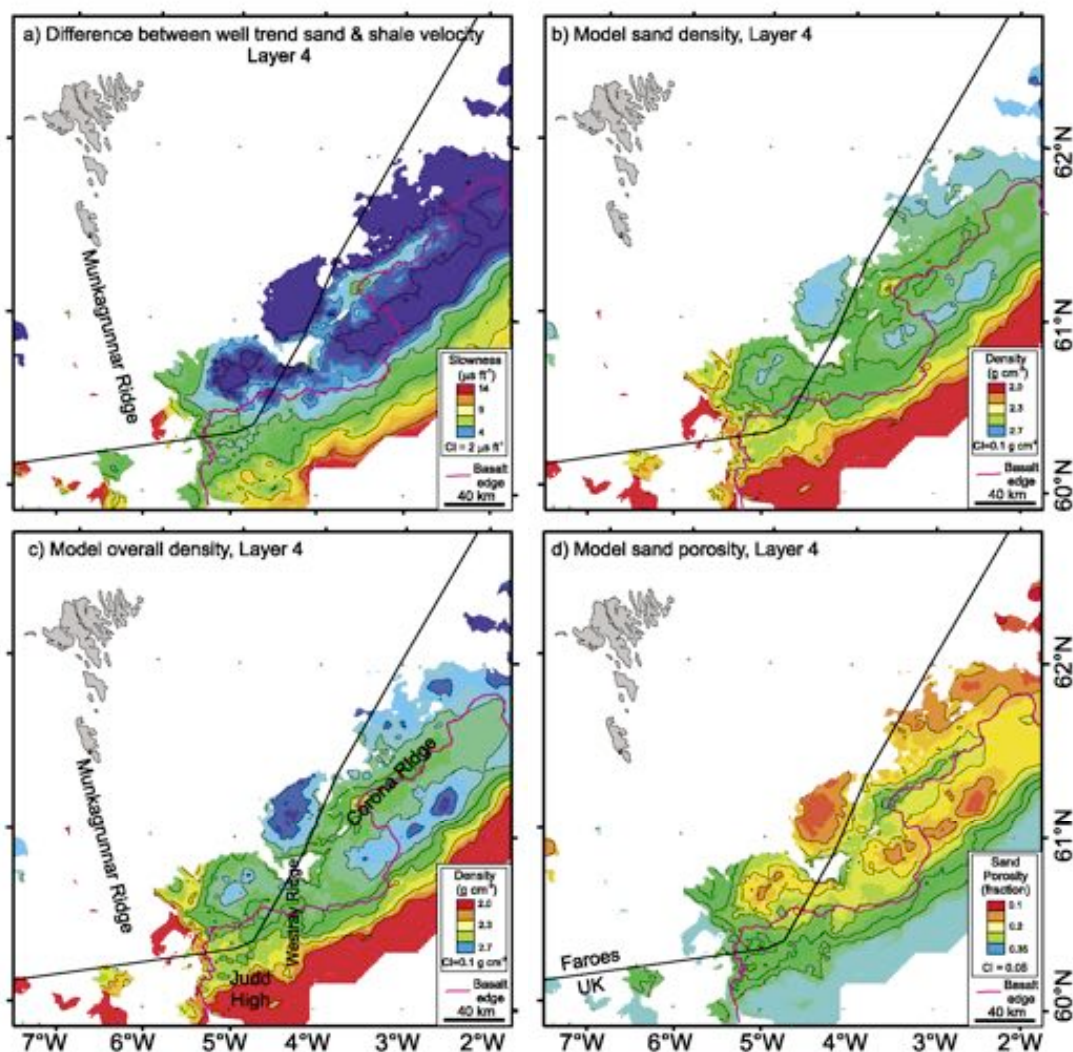 a) Difference between well trend sand & shale velocity
Layer 4
Munkagrunnar Ridge
Slowness
(µs ft⁻¹)
14
9
4
CI = 2 µs ft⁻¹
Basalt
edge
40 km
b) Model sand density, Layer 4
62°N
61°N
60°N
Density
(g cm⁻³)
2.0
2.3
2.7
CI=0.1 g cm⁻³
Basalt
edge
40 km
c) Model overall density, Layer 4
Munkagrunnar Ridge
Corona Ridge
Westray Ridge
Judd
High
Density
(g cm⁻³)
2.0
2.3
2.7
CI=0.1 g cm⁻³
Basalt
edge
40 km
7°W 6°W 5°W 4°W 3°W 2°W
d) Model sand porosity, Layer 4
62°N
61°N
60°N
Faroes
UK
Sand
Porosity
(fraction)
0.1
0.2
0.35
CI = 0.05
Basalt
edge
40 km
7°W 6°W 5°W 4°W 3°W 2°W